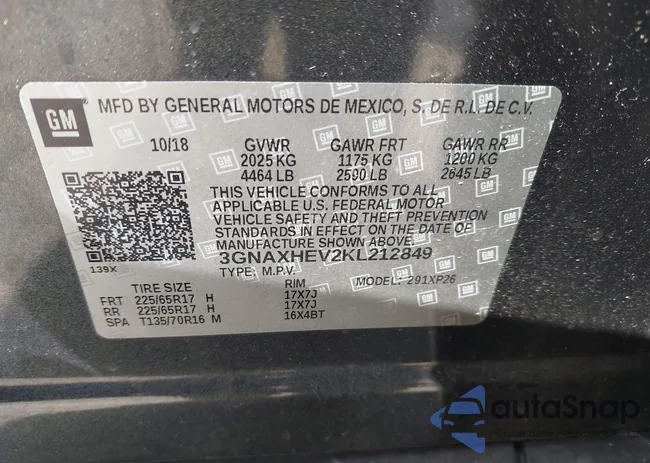 GM
MFD BY GENERAL MOTORS DE MEXICO, S. DE R.L. DE C.V.
10/18 GVWR GAWR FRT GAWR RR
2025 KG 1175 KG 1200 KG
4464 LB 2590 LB 2645 LB
THIS VEHICLE CONFORMS TO ALL
APPLICABLE U.S. FEDERAL MOTOR
VEHICLE SAFETY AND THEFT PREVENTION
STANDARDS IN EFFECT ON THE DATE OF
MANUFACTURE SHOWN ABOVE.
3GNAXHEV2KL212849
139X TYPE: M.P.V. MODEL: 291XP26
TIRE SIZE RIM
FRT 225/65R17 H 17X7J
RR 225/65R17 H 17X7J
SPA T135/70R16 M 16X4BT
autaSnap